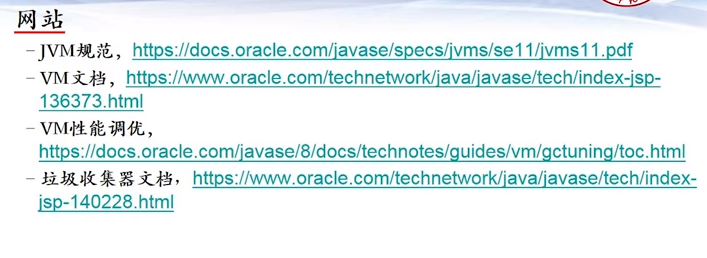 网站
– JVM规范，https://docs.oracle.com/javase/specs/jvms/se11/jvms11.pdf
– VM文档，https://www.oracle.com/technetwork/java/javase/tech/index-jsp-
136373.html
– VM性能调优，
https://docs.oracle.com/javase/8/docs/technotes/guides/vm/gctuning/toc.html
– 垃圾收集器文档，https://www.oracle.com/technetwork/java/javase/tech/index-
jsp-140228.html